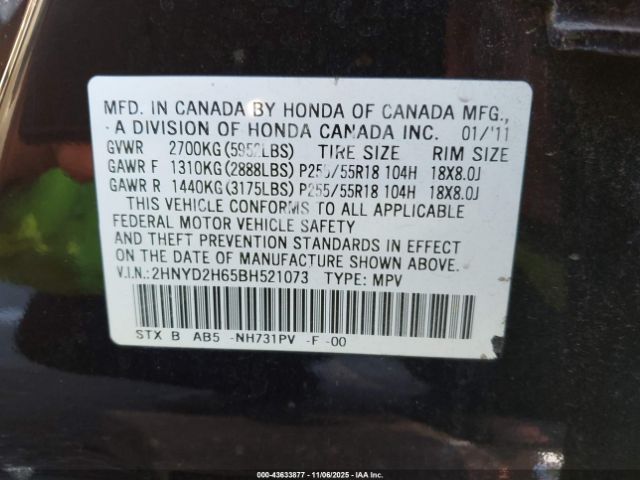 MFD. IN CANADA BY HONDA OF CANADA MFG.,
A DIVISION OF HONDA CANADA INC. 01/'11
GVWR 2700KG(5952LBS) TIRE SIZE RIM SIZE
GAWR F 1310KG(2888LBS) P255/55R18 104H 18X8.0J
GAWR R 1440KG(3175LBS) P255/55R18 104H 18X8.0J
THIS VEHICLE CONFORMS TO ALL APPLICABLE
FEDERAL MOTOR VEHICLE SAFETY
AND THEFT PREVENTION STANDARDS IN EFFECT
ON THE DATE OF MANUFACTURE SHOWN ABOVE.
V.I.N.:2HNYD2H65BH521073 TYPE: MPV
STX B AB5 -NH731PV -F -00
000-43633877 - 11/06/2025 - IAA Inc.